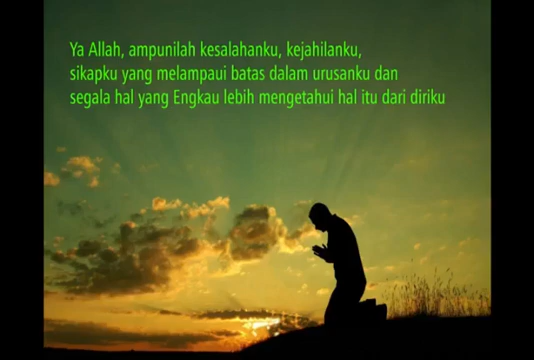 Ya Allah, ampunilah kesalahanku, kejahilanku,
sikapku yang melampaui batas dalam urusanku dan
segala hal yang Engkau lebih mengetahui hal itu dari diriku